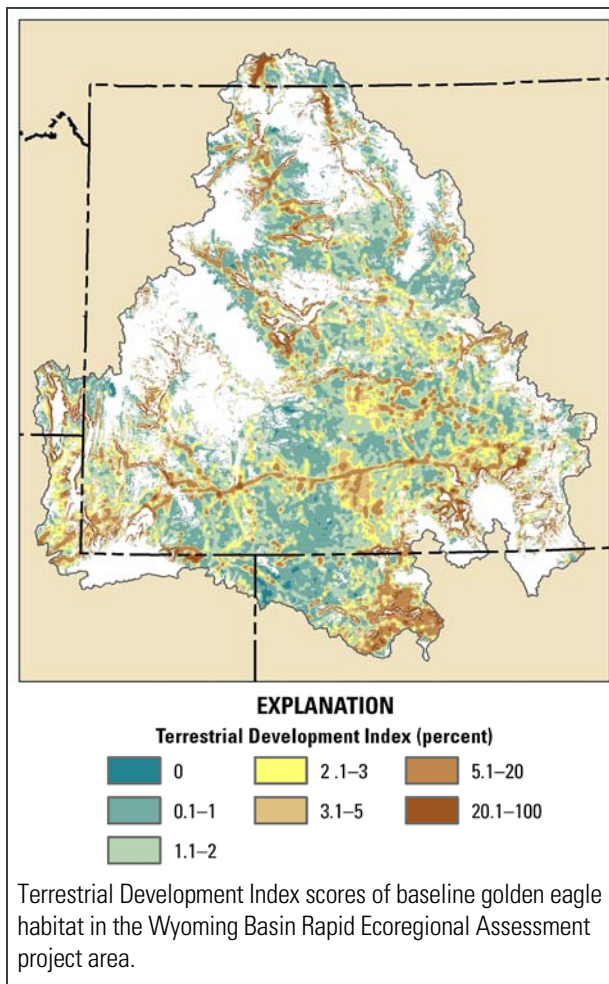 EXPLANATION
Terrestrial Development Index (percent)
0
2 .1–3
5.1–20
0.1–1
3.1–5
20.1–100
1.1–2
Terrestrial Development Index scores of baseline golden eagle
habitat in the Wyoming Basin Rapid Ecoregional Assessment
project area.